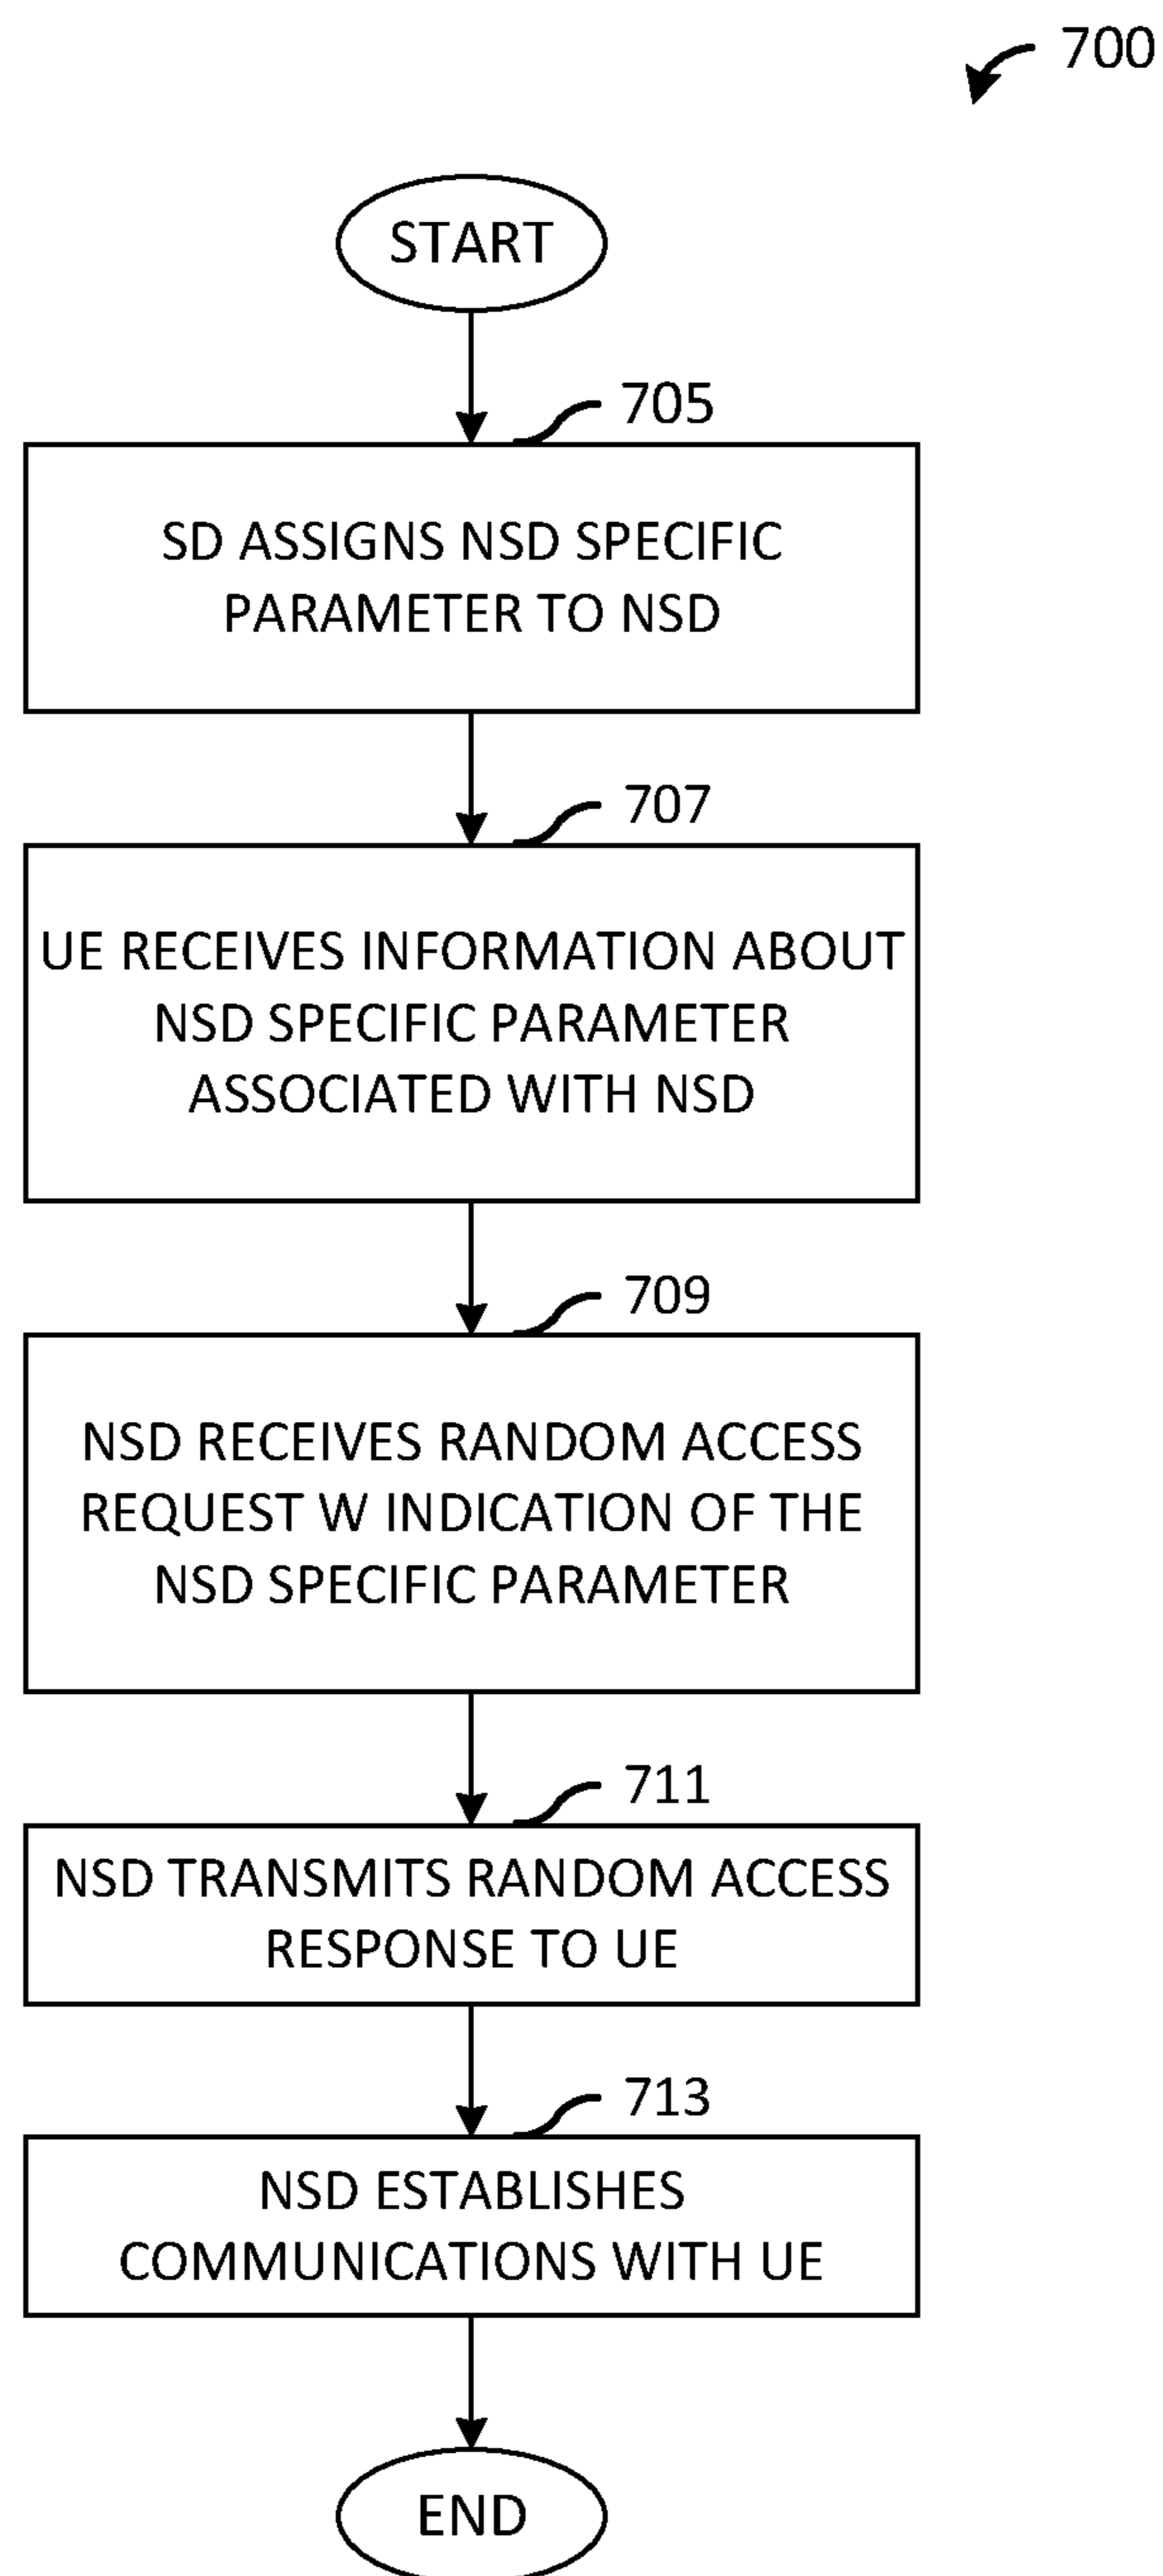 700
START
705
SD ASSIGNS NSD SPECIFIC
PARAMETER TO NSD
707
UE RECEIVES INFORMATION ABOUT
NSD SPECIFIC PARAMETER
ASSOCIATED WITH NSD
709
NSD RECEIVES RANDOM ACCESS
REQUEST W INDICATION OF THE
NSD SPECIFIC PARAMETER
711
NSD TRANSMITS RANDOM ACCESS
RESPONSE TO UE
713
NSD ESTABLISHES
COMMUNICATIONS WITH UE
END